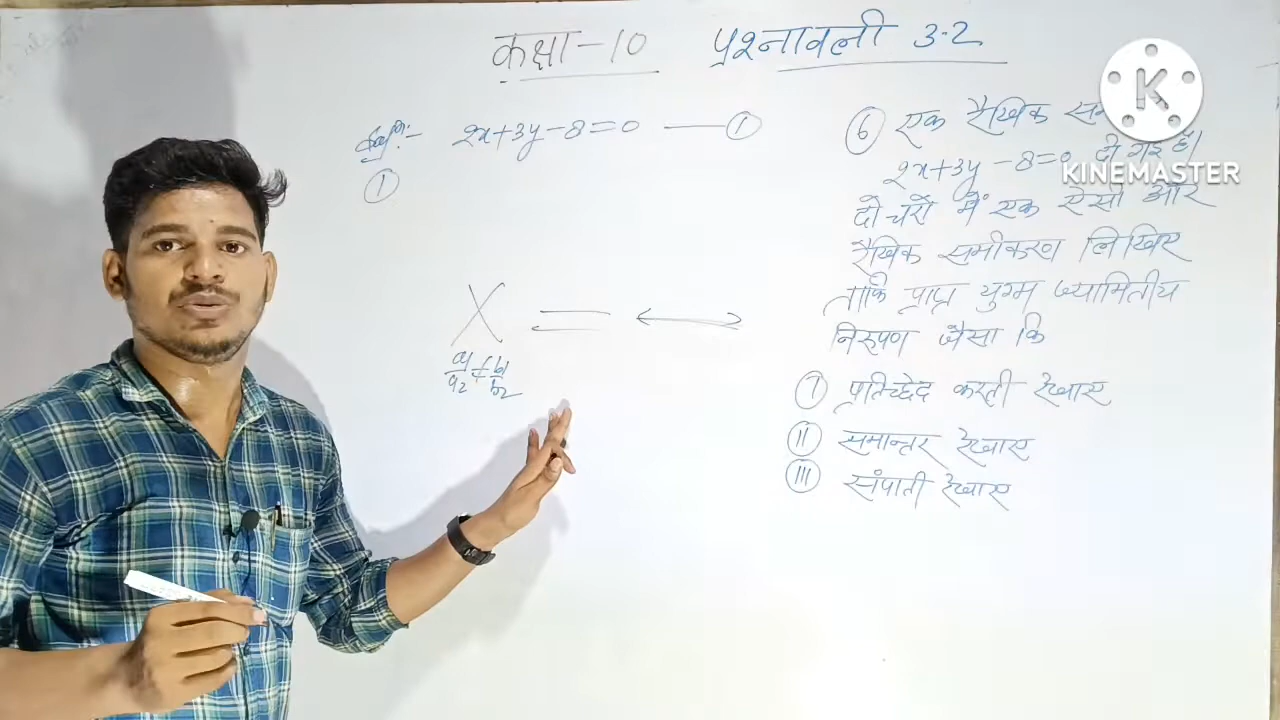 कक्षा - 10 प्रश्नावली 3.2
हल:- 2x+3y-8=0 —— ①
①
a1/a2 ≠ b1/b2
⑥ एक रैखिक
2x+3y-8=0 दी गई है।
दो चरों में एक ऐसी और
रैखिक समीकरण लिखिए
ताकि प्राप्त युग्म ज्यामितीय
निरुपण जैसा कि
Ⓘ प्रतिच्छेद करती रेखाए
Ⓘⓘ समान्तर रेखाए
Ⓘⓘⓘ संपाती रेखाए
K
KINEMASTER